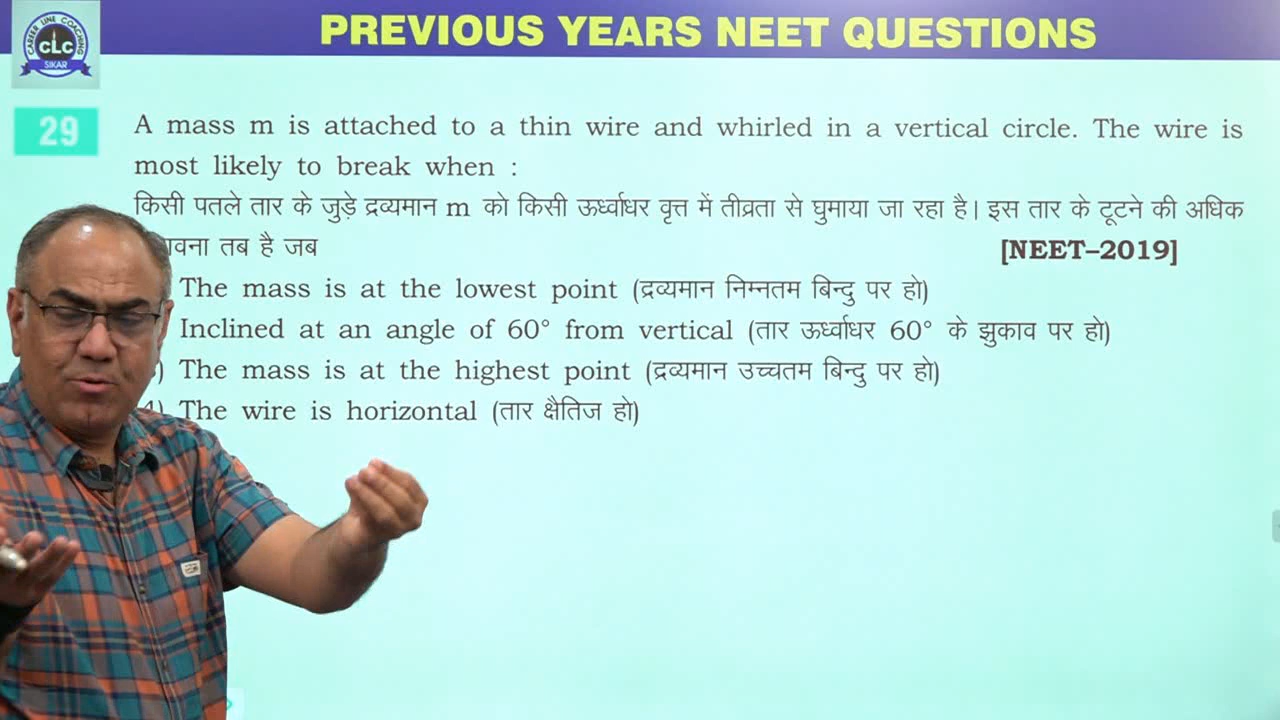 PREVIOUS YEARS NEET QUESTIONS
CAREER LINE COACHING
CLC
SIKAR
29
A mass m is attached to a thin wire and whirled in a vertical circle. The wire is
most likely to break when :
किसी पतले तार के जुड़े द्रव्यमान m को किसी ऊर्ध्वाधर वृत्त में तीव्रता से घुमाया जा रहा है। इस तार के टूटने की अधिक
तब है जब [NEET–2019]
The mass is at the lowest point (द्रव्यमान निम्नतम बिन्दु पर हो)
Inclined at an angle of 60° from vertical (तार ऊर्ध्वाधर 60° के झुकाव पर हो)
) The mass is at the highest point (द्रव्यमान उच्चतम बिन्दु पर हो)
4) The wire is horizontal (तार क्षैतिज हो)